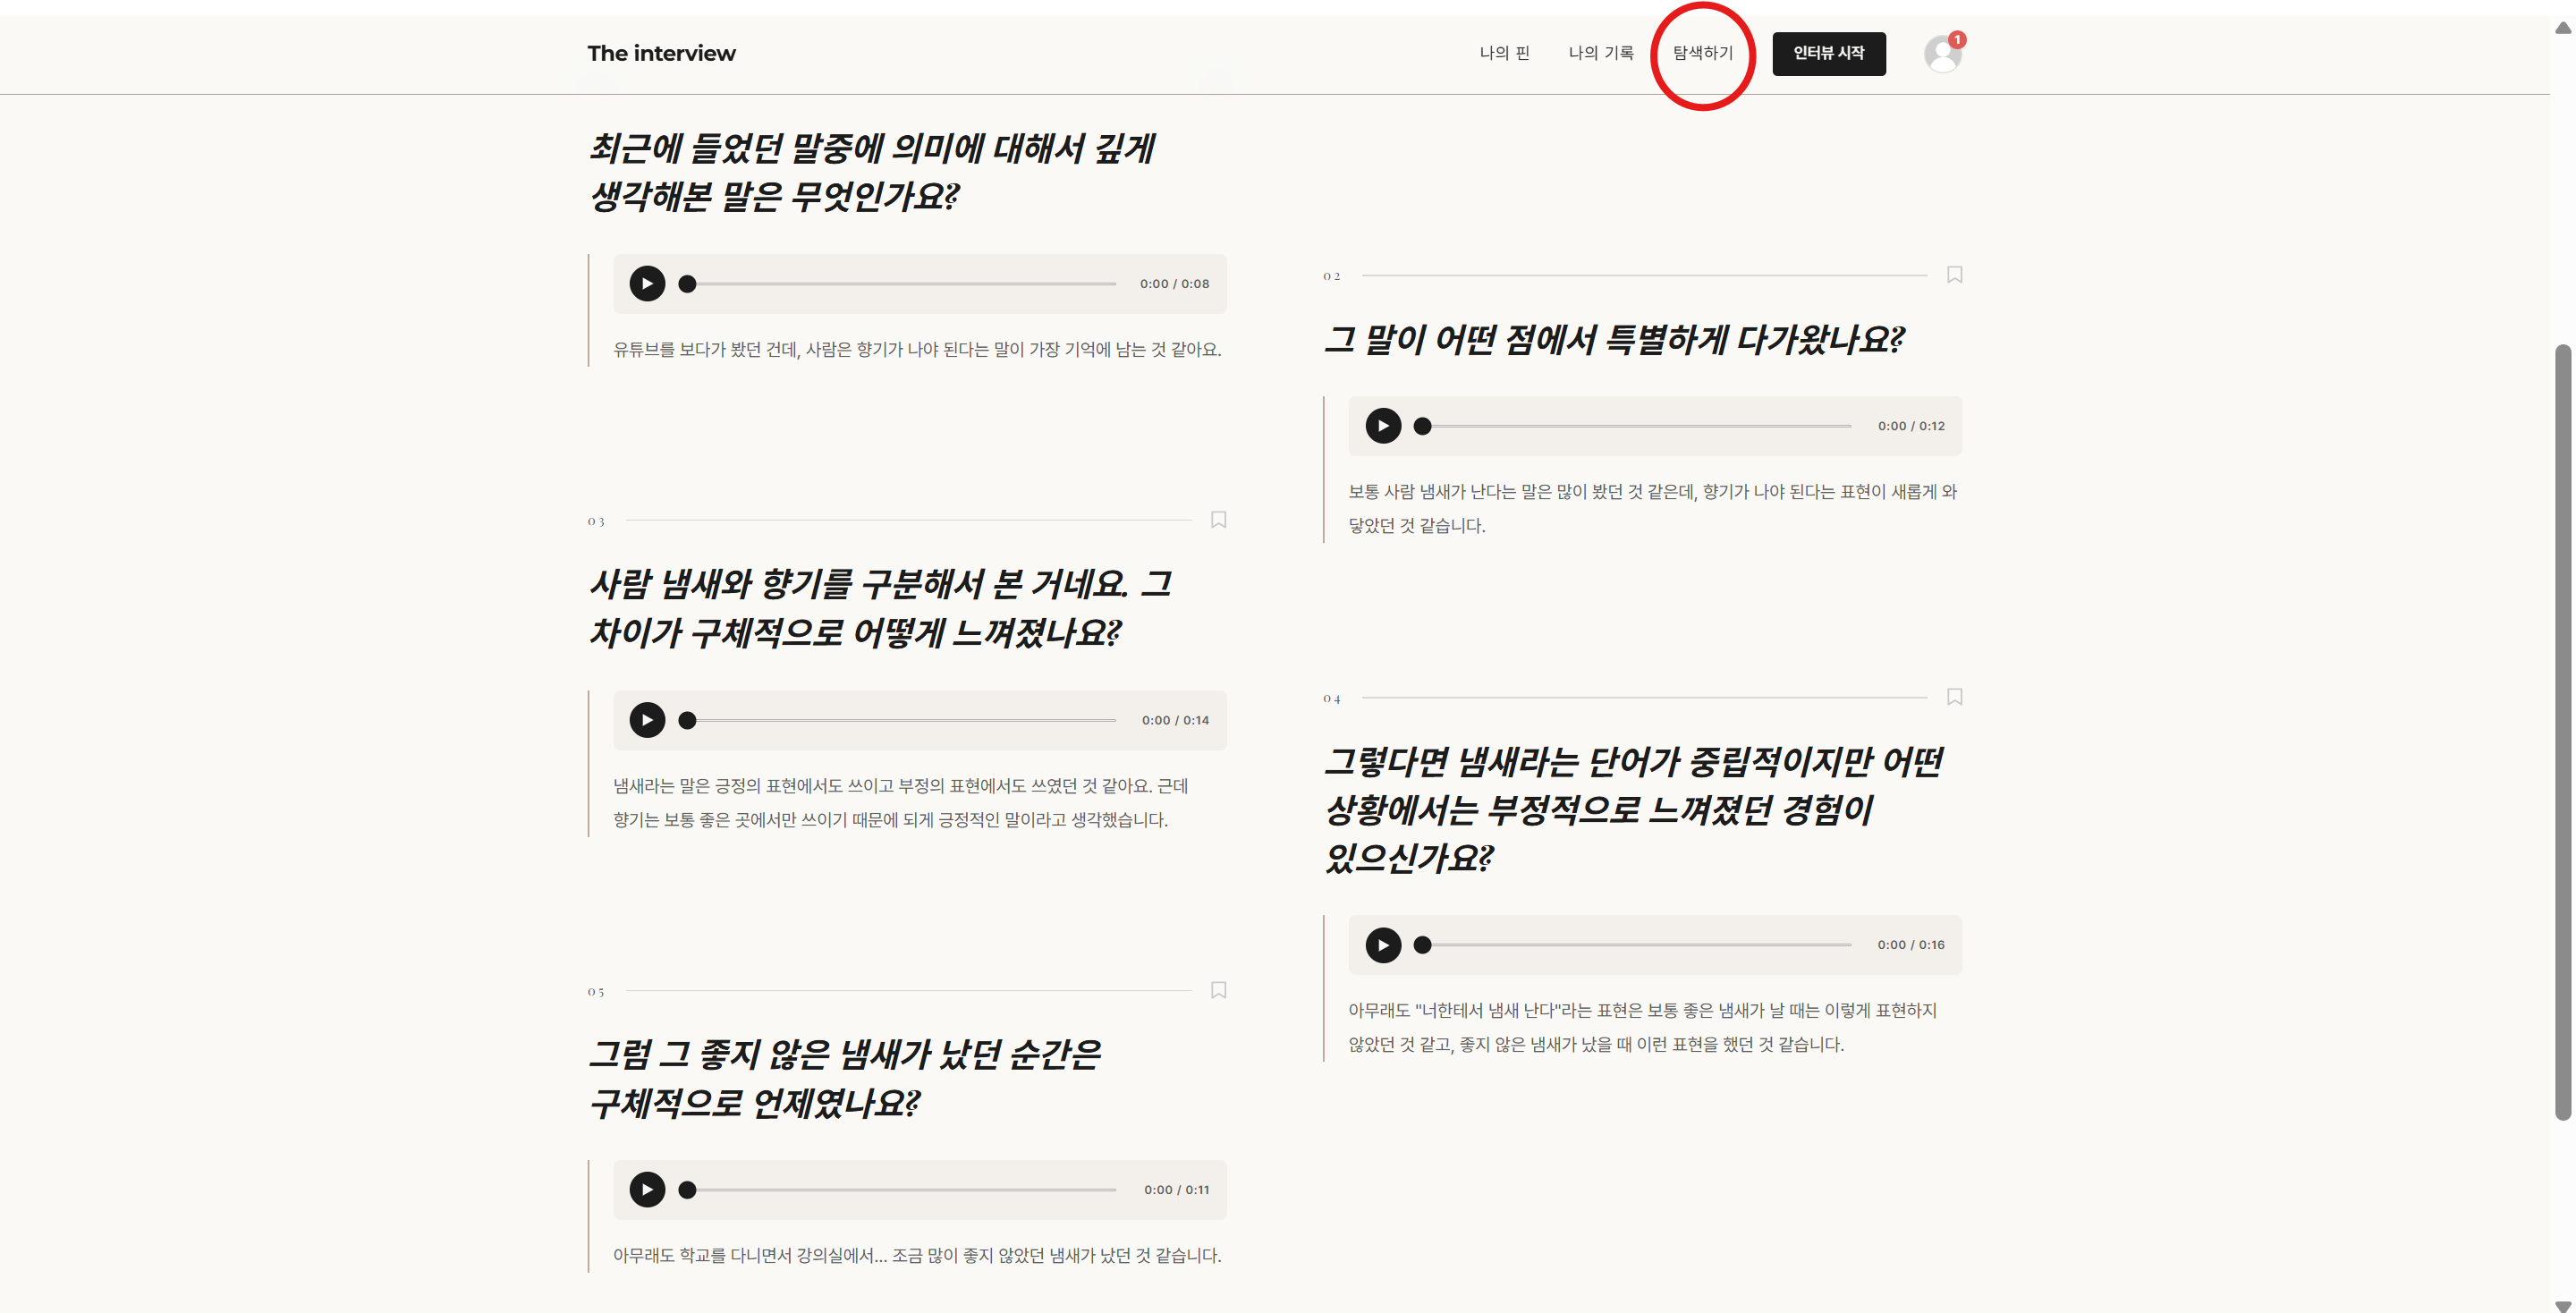 The interview
나의 핀
나의 기록
탐색하기
인터뷰 시작
1
최근에 들었던 말중에 의미에 대해서 깊게
생각해본 말은 무엇인가요?
0:00 / 0:08
유튜브를 보다가 봤던 건데, 사람은 향기가 나야 된다는 말이 가장 기억에 남는 것 같아요.
02
그 말이 어떤 점에서 특별하게 다가왔나요?
0:00 / 0:12
보통 사람 냄새가 난다는 말은 많이 봤던 것 같은데, 향기가 나야 된다는 표현이 새롭게 와
닿았던 것 같습니다.
03
사람 냄새와 향기를 구분해서 본 거네요. 그
차이가 구체적으로 어떻게 느껴졌나요?
0:00 / 0:14
냄새라는 말은 긍정의 표현에서도 쓰이고 부정의 표현에서도 쓰였던 것 같아요. 근데
향기는 보통 좋은 곳에서만 쓰이기 때문에 되게 긍정적인 말이라고 생각했습니다.
04
그렇다면 냄새라는 단어가 중립적이지만 어떤
상황에서는 부정적으로 느껴졌던 경험이
있으신가요?
0:00 / 0:16
아무래도 "너한테서 냄새 난다"라는 표현은 보통 좋은 냄새가 날 때는 이렇게 표현하지
않았던 것 같고, 좋지 않은 냄새가 났을 때 이런 표현을 했던 것 같습니다.
05
그럼 그 좋지 않은 냄새가 났던 순간은
구체적으로 언제였나요?
0:00 / 0:11
아무래도 학교를 다니면서 강의실에서... 조금 많이 좋지 않았던 냄새가 났던 것 같습니다.